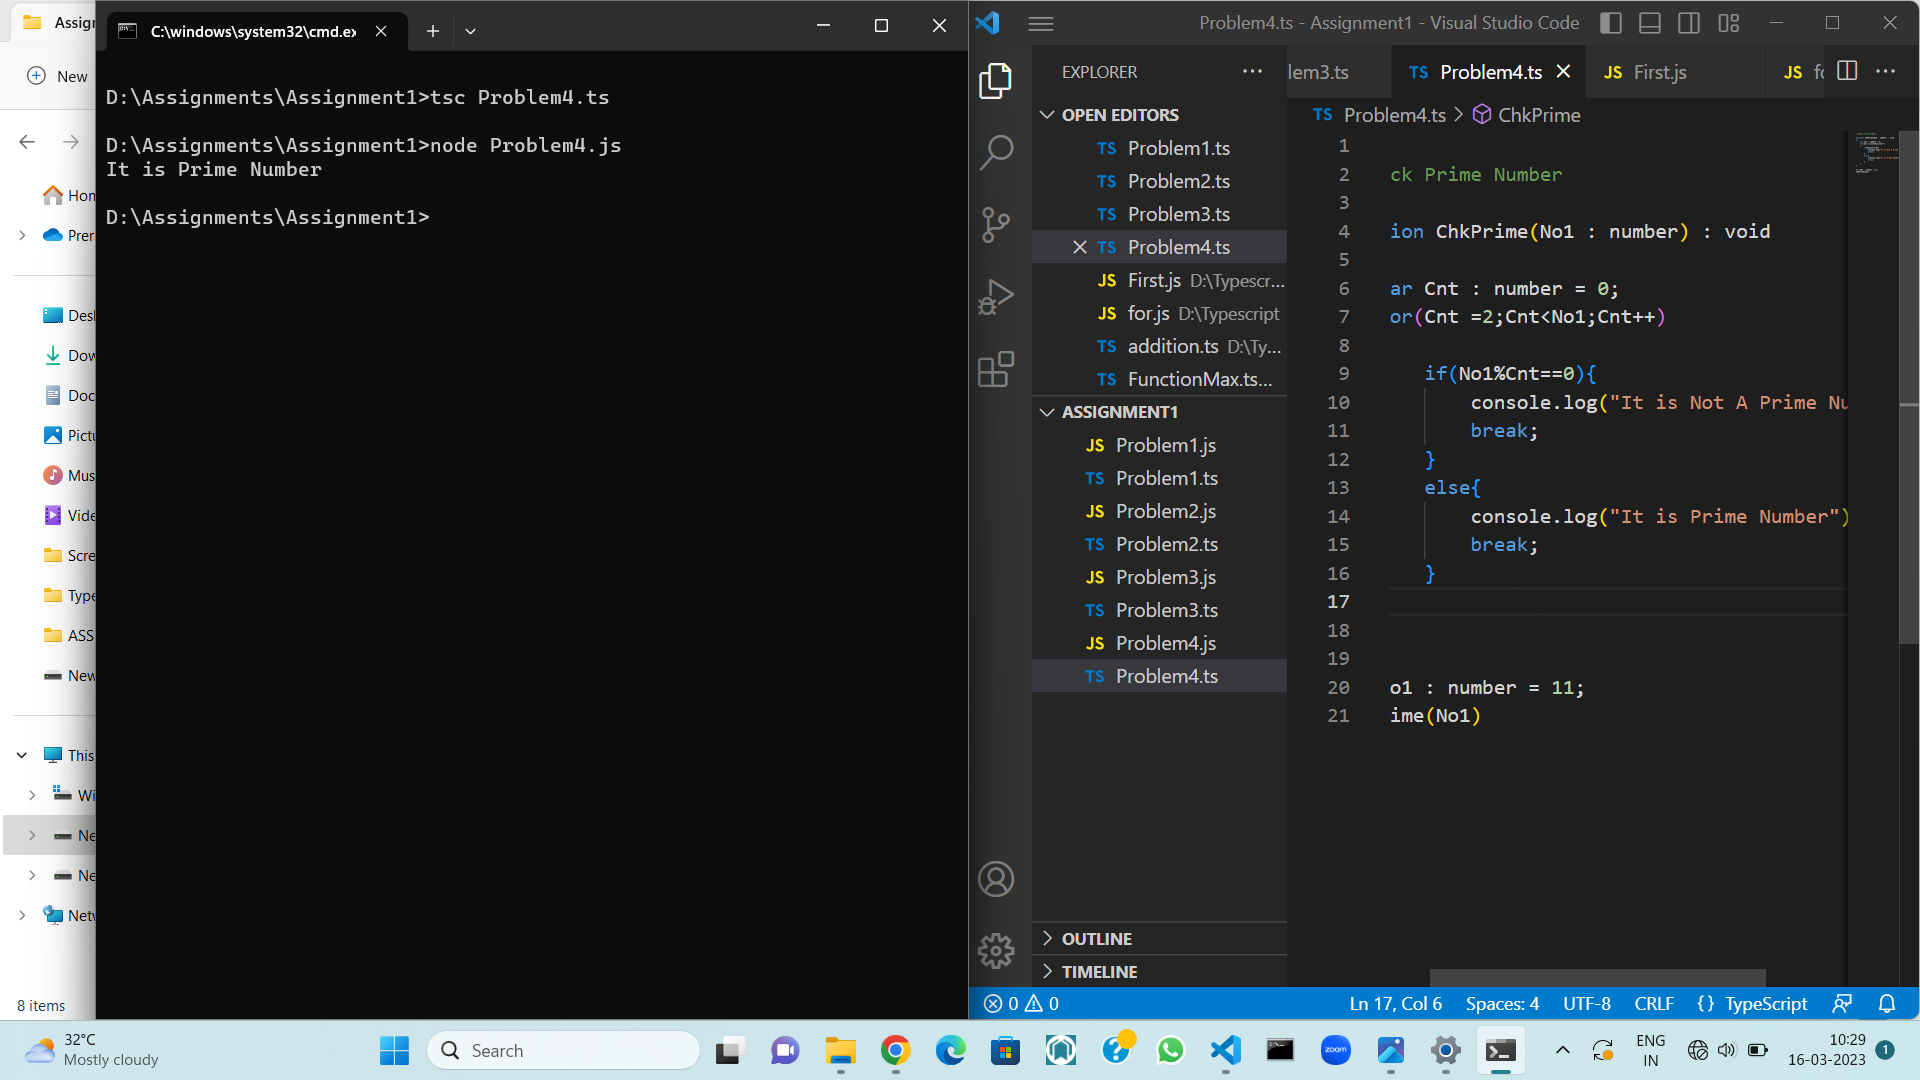 Assign
New
Hom
Pre
Desl
Dow
Doc
Pictu
Mus
Vide
Scre
Type
ASS
New
This
Wi
Ne
Ne
Netv
8 items
C:\windows\system32\cmd.ex
D:\Assignments\Assignment1>tsc Problem4.ts
D:\Assignments\Assignment1>node Problem4.js
It is Prime Number
D:\Assignments\Assignment1>
Problem4.ts - Assignment1 - Visual Studio Code
EXPLORER
OPEN EDITORS
TS Problem1.ts
TS Problem2.ts
TS Problem3.ts
TS Problem4.ts
JS First.js D:\Typescr...
JS for.js D:\Typescript
TS addition.ts D:\Ty...
TS FunctionMax.ts...
ASSIGNMENT1
JS Problem1.js
TS Problem1.ts
JS Problem2.js
TS Problem2.ts
JS Problem3.js
TS Problem3.ts
JS Problem4.js
TS Problem4.ts
OUTLINE
TIMELINE
lem3.ts TS Problem4.ts JS First.js JS fo
TS Problem4.ts > ChkPrime
1
2 ck Prime Number
3
4 ion ChkPrime(No1 : number) : void
5
6 ar Cnt : number = 0;
7 or(Cnt =2;Cnt<No1;Cnt++)
8
9 if(No1%Cnt==0){
10 console.log("It is Not A Prime Nu
11 break;
12 }
13 else{
14 console.log("It is Prime Number")
15 break;
16 }
17
18
19
20 o1 : number = 11;
21 ime(No1)
0 0 Ln 17, Col 6 Spaces: 4 UTF-8 CRLF {} TypeScript
32°C
Mostly cloudy
Search
zoom
ENG
IN
10:29
16-03-2023
1